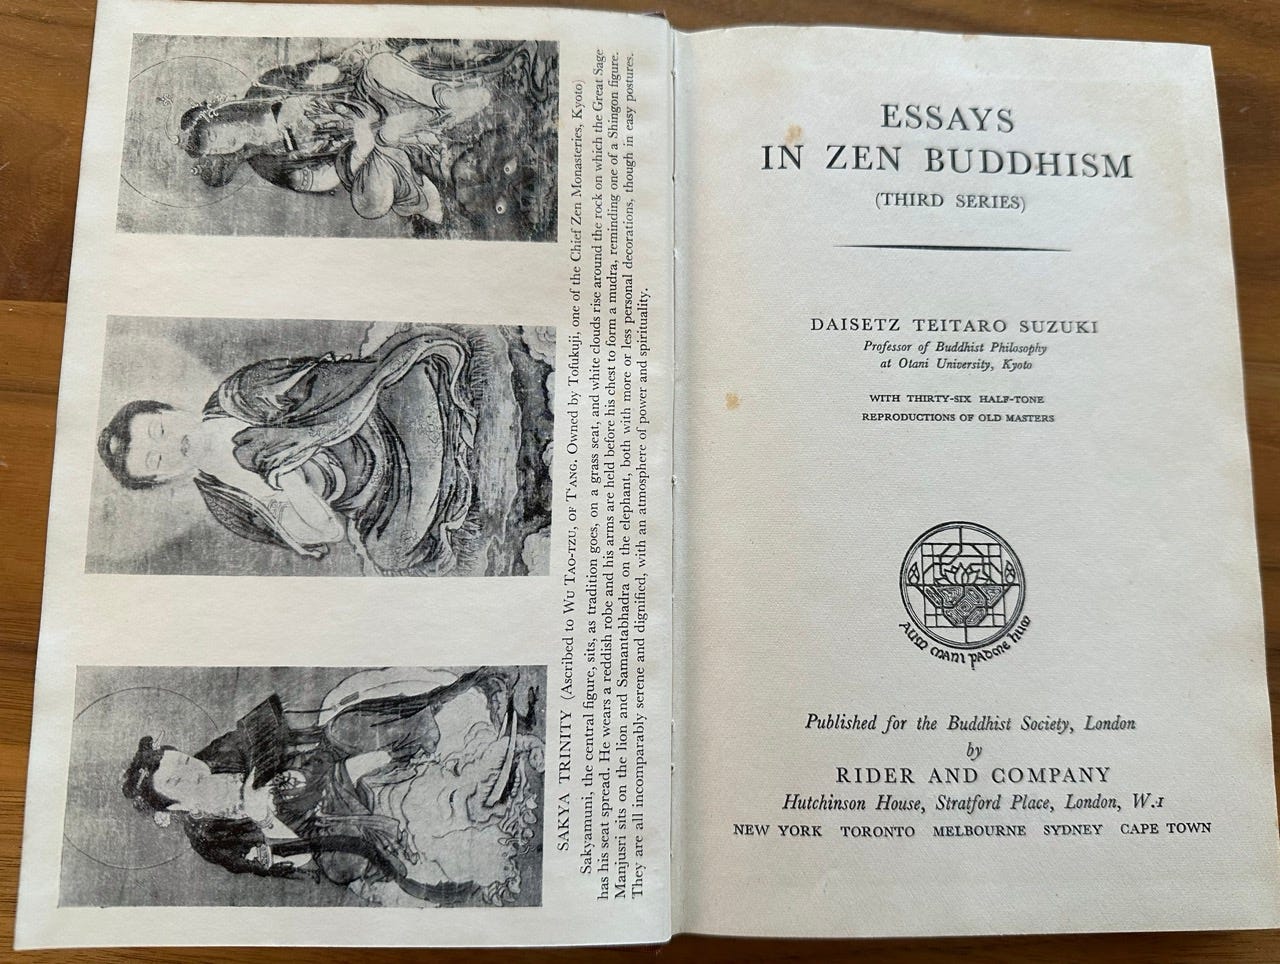 SAKYA TRINITY (Ascribed to WU TAO-TZU, OF T'ANG. Owned by Tofukuji, one of the Chief Zen Monasteries, Kyoto)
Sakyamuni, the central figure, sits, as tradition goes, on a grass seat, and white clouds rise around the rock on which the Great Sage
has his seat spread. He wears a reddish robe and his arms are held before his chest to form a mudra, reminding one of a Shingon figure.
Manjusri sits on the lion and Samantabhadra on the elephant, both with more or less personal decorations, though in easy postures.
They are all incomparably serene and dignified, with an atmosphere of power and spirituality.
ESSAYS
IN ZEN BUDDHISM
(THIRD SERIES)
DAISETZ TEITARO SUZUKI
Professor of Buddhist Philosophy
at Otani University, Kyoto
WITH THIRTY-SIX HALF-TONE
REPRODUCTIONS OF OLD MASTERS
AUM MANI PADME HUM
Published for the Buddhist Society, London
by
RIDER AND COMPANY
Hutchinson House, Stratford Place, London, W.1
NEW YORK TORONTO MELBOURNE SYDNEY CAPE TOWN